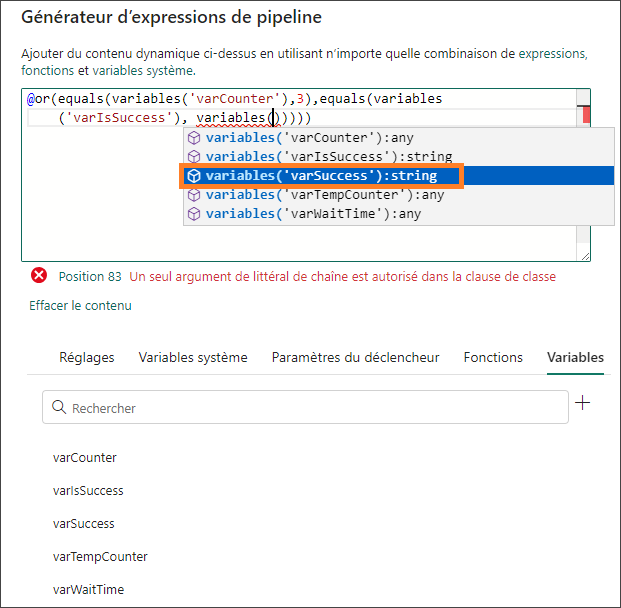 Générateur d’expressions de pipeline
Ajouter du contenu dynamique ci-dessus en utilisant n’importe quelle combinaison de expressions,
fonctions et variables système.
@or(equals(variables('varCounter'),3),equals(variables
('varIsSuccess'), variables()))))
variables('varCounter'):any
variables('varIsSuccess'):string
variables('varSuccess'):string
variables('varTempCounter'):any
variables('varWaitTime'):any
Position 83 Un seul argument de littéral de chaîne est autorisé dans la clause de classe
Effacer le contenu
Réglages Variables système Paramètres du déclencheur Fonctions Variables
Rechercher
varCounter
varIsSuccess
varSuccess
varTempCounter
varWaitTime